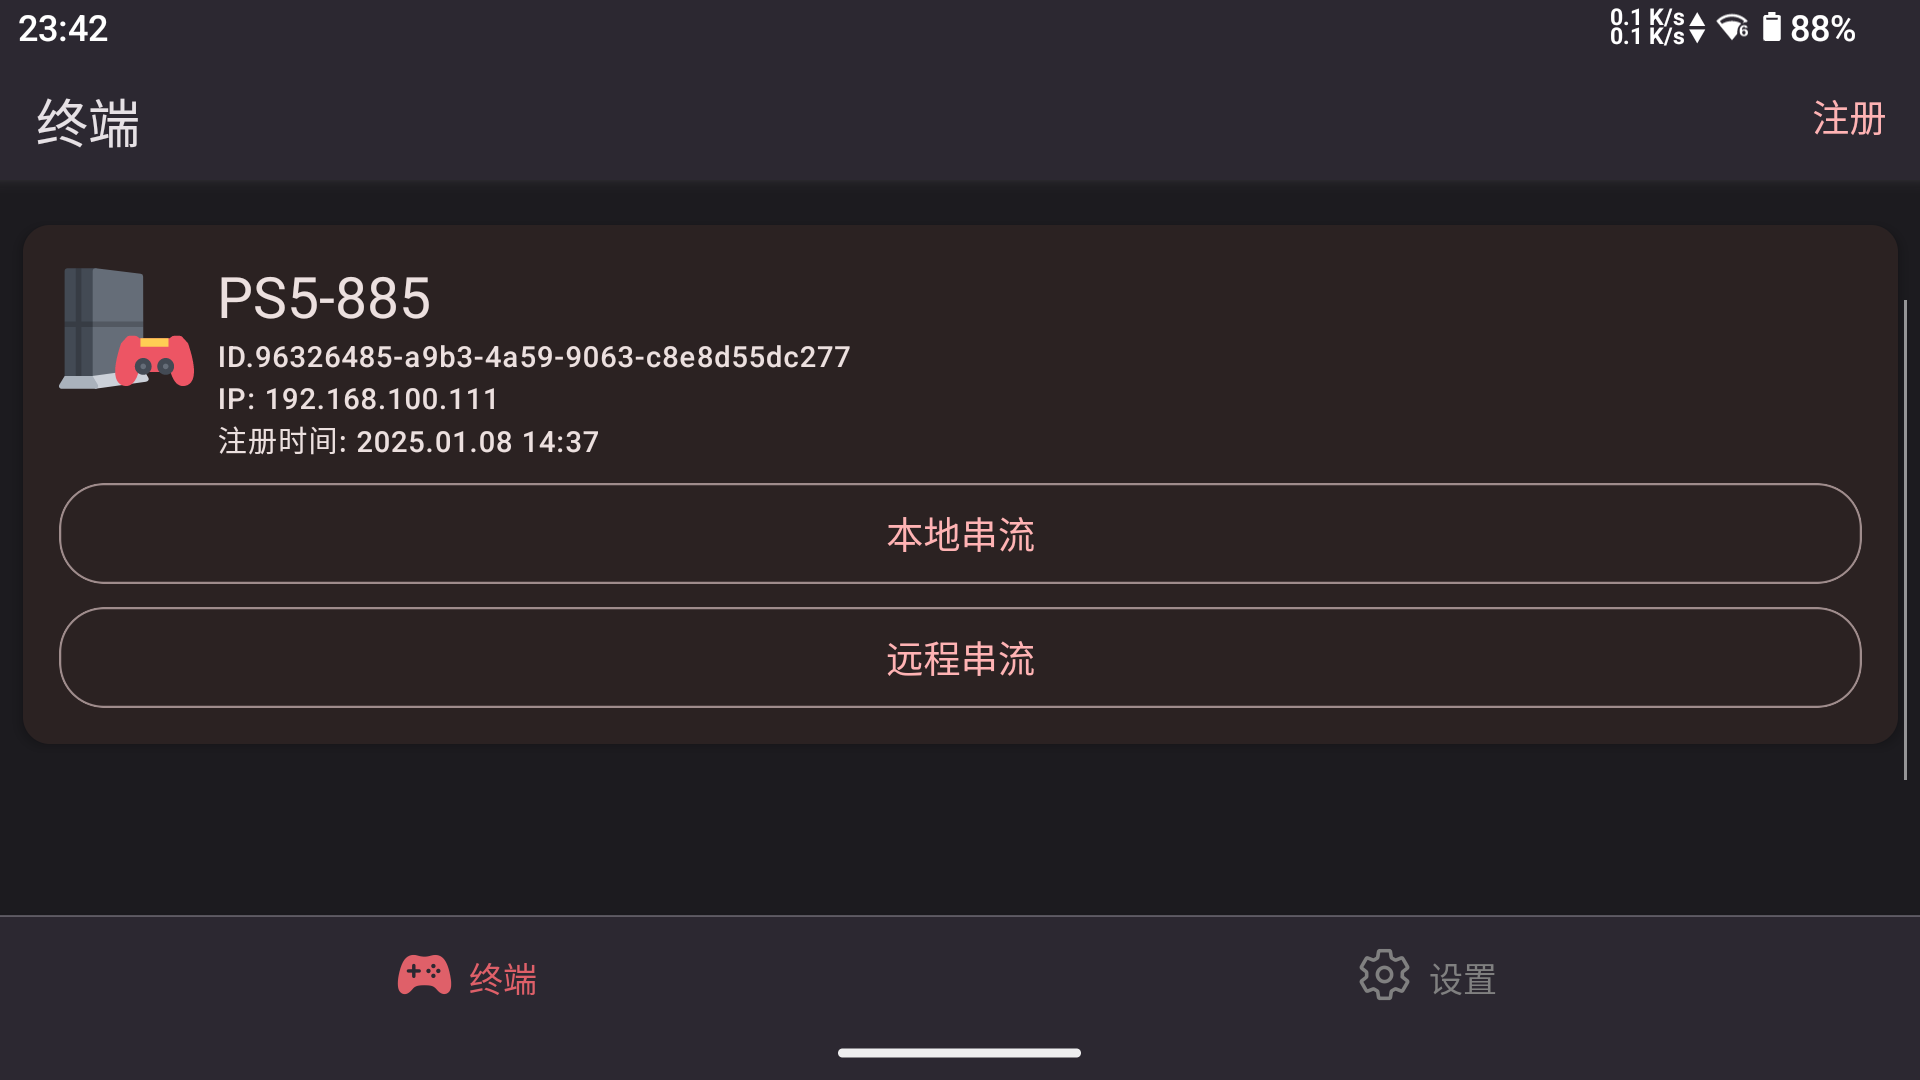 23:42
0.1 K/s
0.1 K/s
6
88%
终端
注册
PS5-885
ID.96326485-a9b3-4a59-9063-c8e8d55dc277
IP: 192.168.100.111
注册时间: 2025.01.08 14:37
本地串流
远程串流
终端
设置